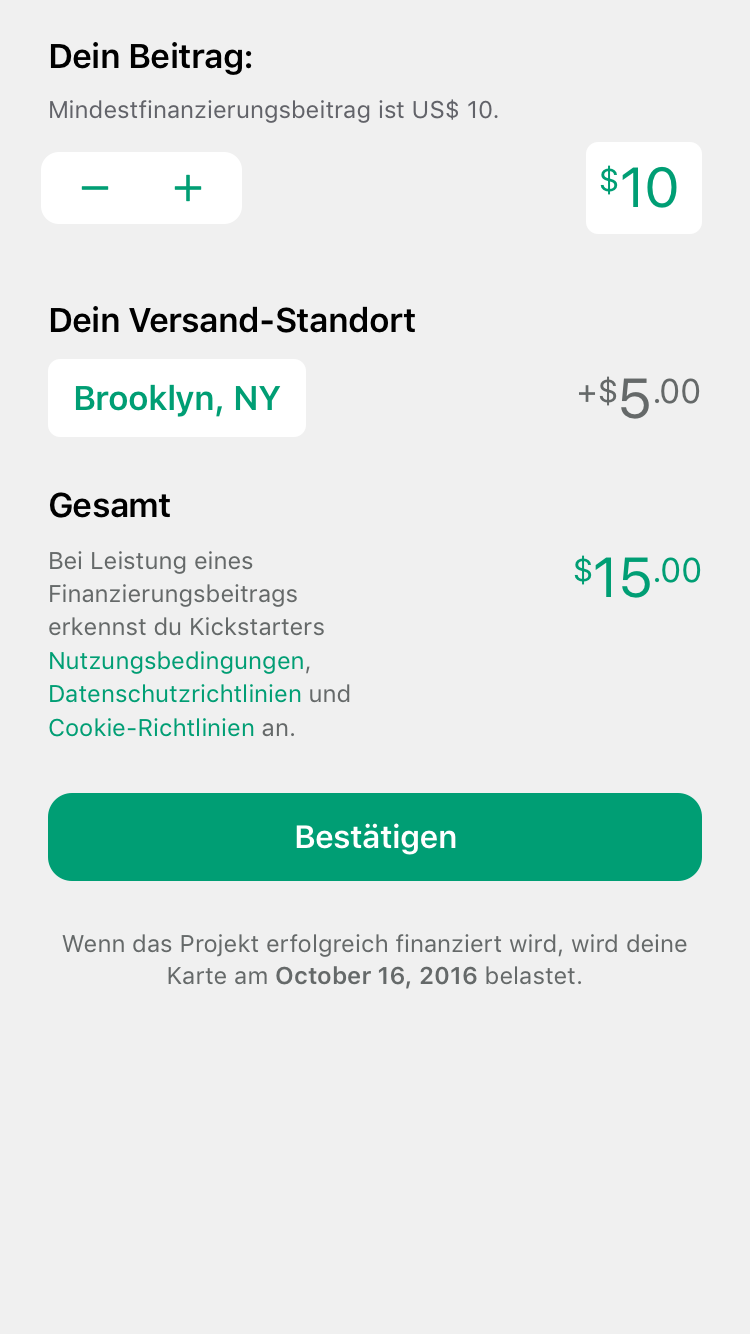 Dein Beitrag:
Mindestfinanzierungsbeitrag ist US$ 10.
− +
$10
Dein Versand-Standort
Brooklyn, NY
+$5.00
Gesamt
Bei Leistung eines
Finanzierungsbeitrags
erkennst du Kickstarters
Nutzungsbedingungen,
Datenschutzrichtlinien und
Cookie-Richtlinien an.
$15.00
Bestätigen
Wenn das Projekt erfolgreich finanziert wird, wird deine
Karte am October 16, 2016 belastet.